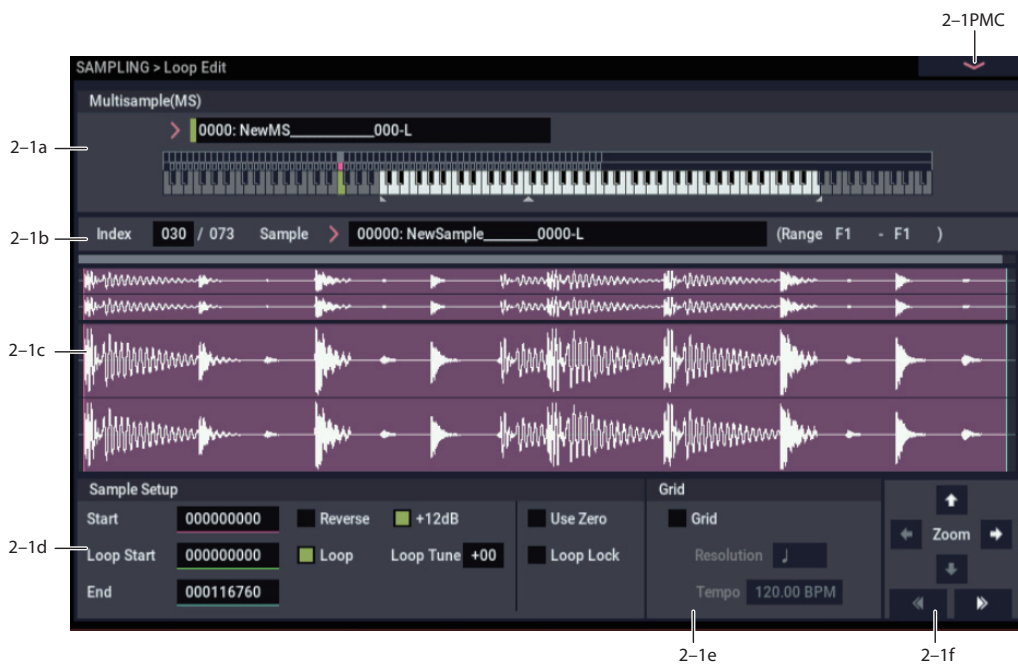 2–1PMC
SAMPLING > Loop Edit
Multisample(MS)
0000: NewMS____________000-L
2–1a
2–1b
Index 030 / 073 Sample 00000: NewSample_______0000-L (Range F1 - F1 )
2–1c
Sample Setup Grid
Start 000000000 Reverse +12dB Use Zero Grid
2–1d
Loop Start 000000000 Loop Loop Tune +00 Loop Lock Resolution ♩ Zoom
End 000116760 Tempo 120.00 BPM
2–1e 2–1f